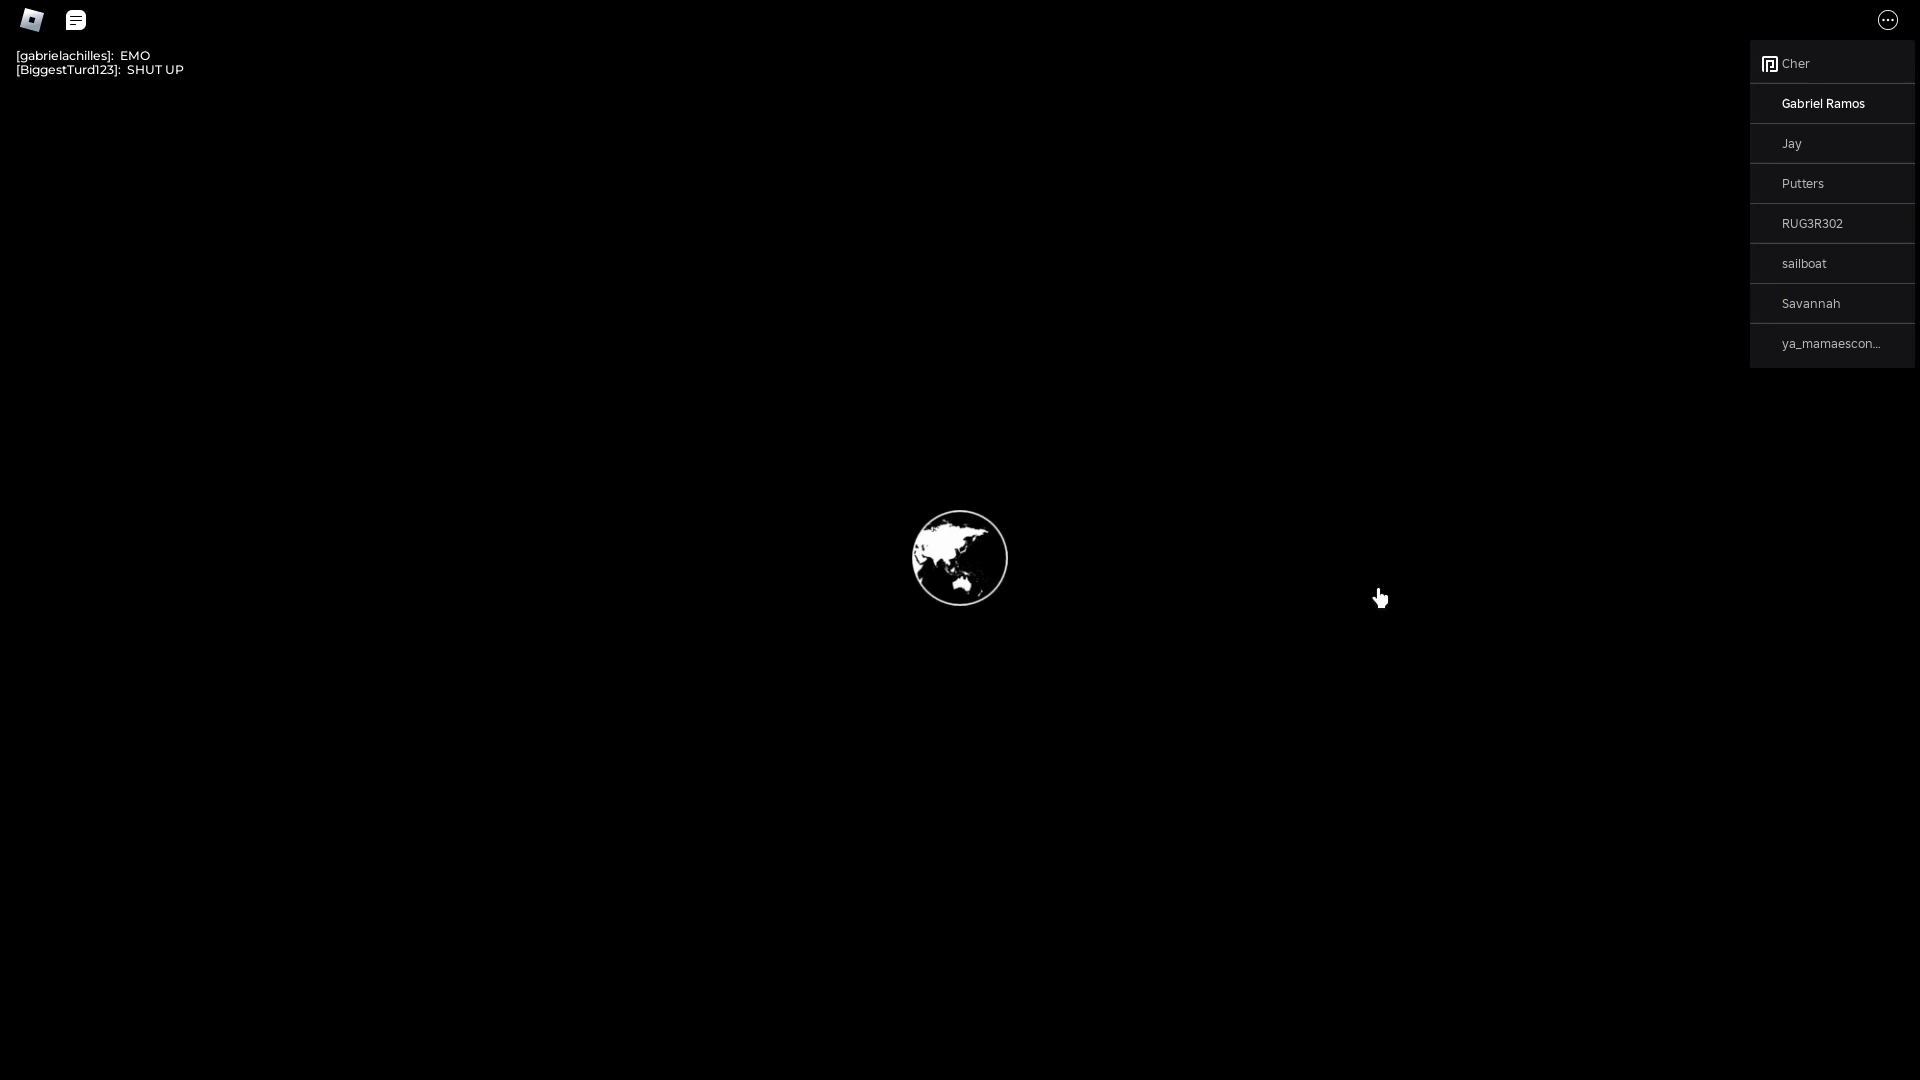 [gabrielachilles]:  EMO
[BiggestTurd123]:  SHUT UP
Cher
Gabriel Ramos
Jay
Putters
RUG3R302
sailboat
Savannah
ya_mamaescon...